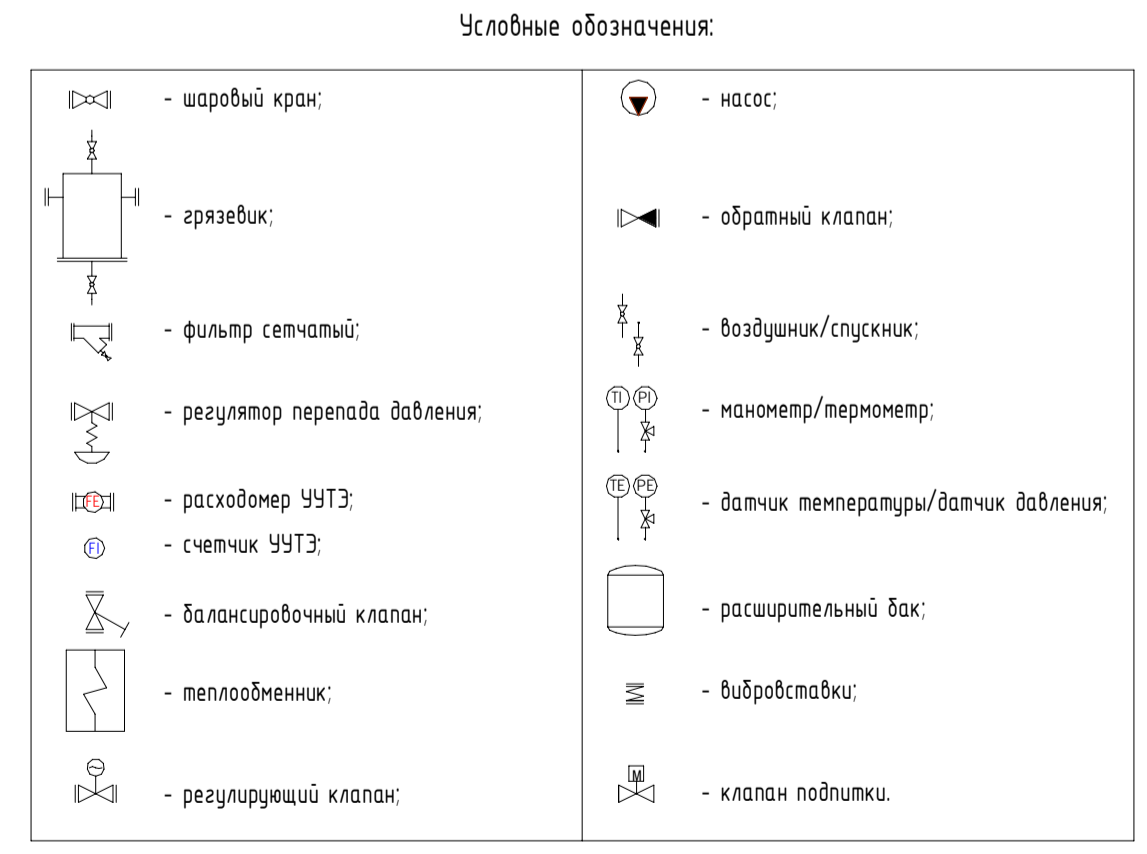 Условные обозначения:
- шаровый кран;
- грязевик;
- фильтр сетчатый;
- регулятор перепада давления;
FE - расходомер УУТЭ;
FI - счетчик УУТЭ;
- балансировочный клапан;
- теплообменник;
- регулирующий клапан;
- насос;
- обратный клапан;
- воздушник/спускник;
TI PI - манометр/термометр;
TE PE - датчик температуры/датчик давления;
- расширительный бак;
- вибровставки;
M - клапан подпитки.